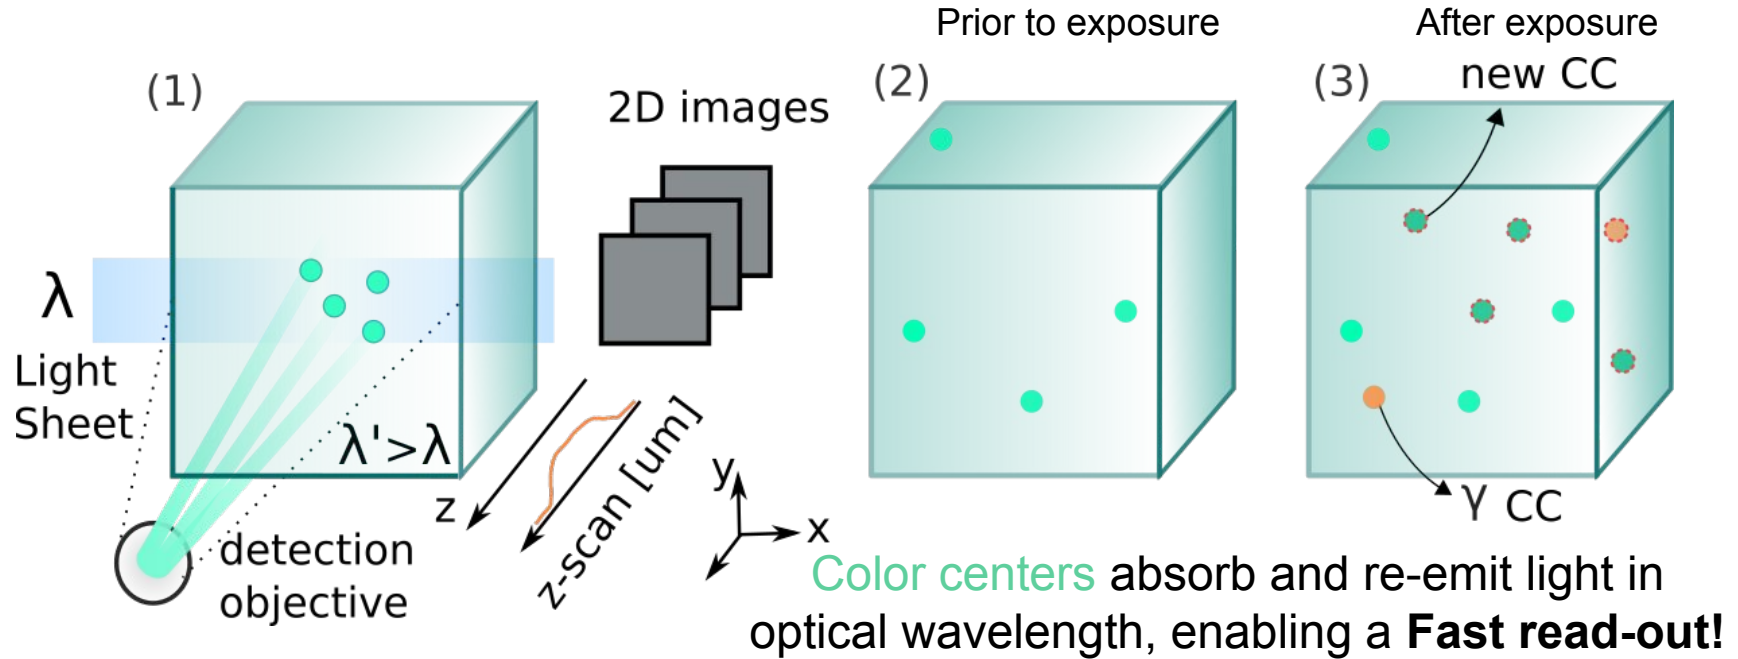 Prior to exposure
After exposure
(1)
2D images
(2)
(3)
new CC
λ
Light
Sheet
λ'>λ
z
z-scan [um]
y
x
detection
objective
γ CC
Color centers absorb and re-emit light in
optical wavelength, enabling a Fast read-out!